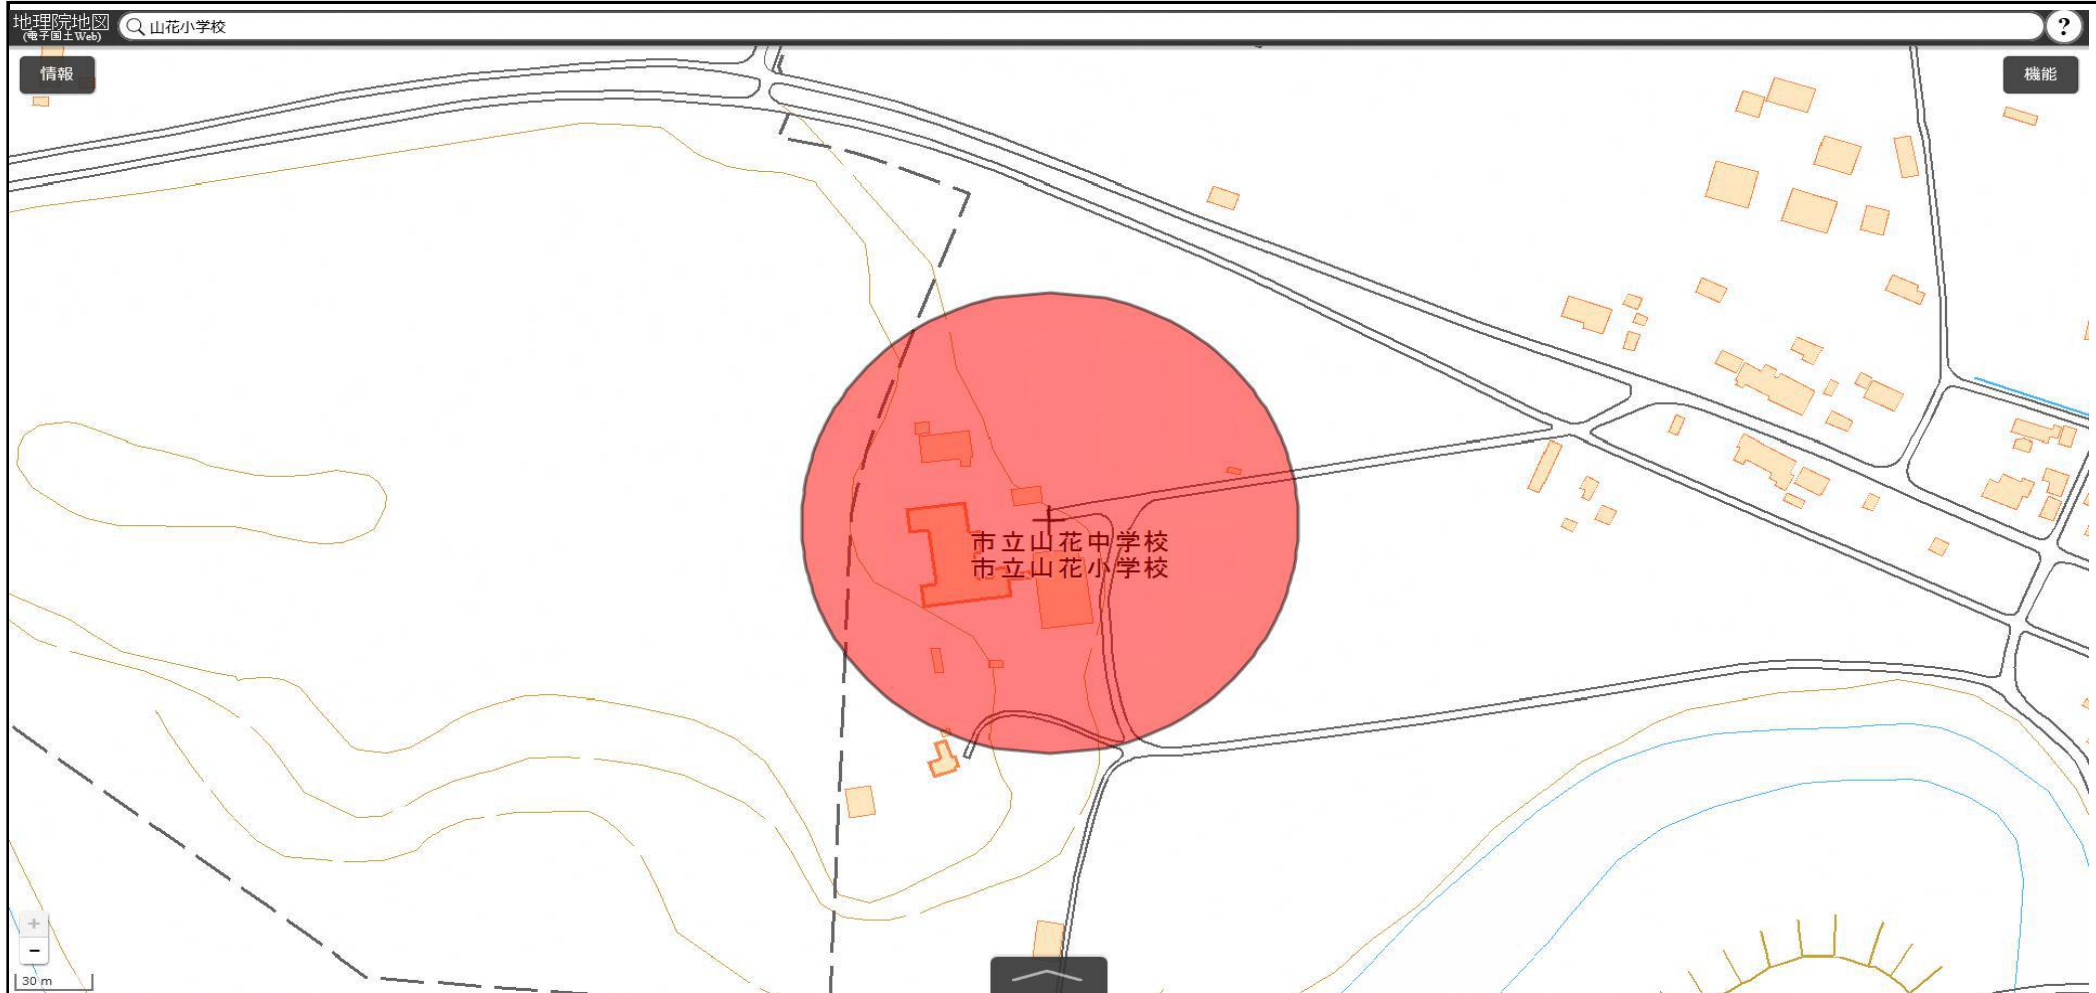 地理院地図
(電子国土Web)
山花小学校
?
情報
機能
市立山花中学校
市立山花小学校
+
−
30 m